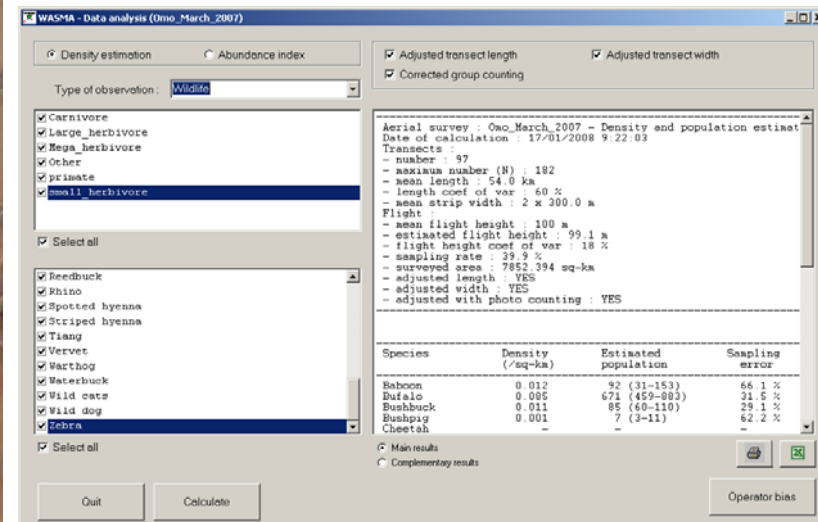 WASMA - Data analysis (Omo_March_2007)
Density estimation
Abundance index
Type of observation :
Wildlife
Carnivore
Large_herbivore
Mega_herbivore
Other
primate
small_herbivore
Select all
Reedbuck
Rhino
Spotted hyenna
Striped hyenna
Tiang
Vervet
Warthog
Waterbuck
Wild cats
Wild dog
Zebra
Select all
Quit
Calculate
Adjusted transect length
Adjusted transect width
Corrected group counting
Aerial survey : Omo_March_2007 - Density and population estimat
Date of calculation : 17/01/2008 9:22:03
Transects :
- number : 97
- maximum number (N) : 182
- mean length : 54.0 km
- length coef of var : 60 %
- mean strip width : 2 x 300.0 m
Flight :
- mean flight height : 100 m
- estimated flight height : 99.1 m
- flight height coef of var : 18 %
- sampling rate : 39.9 %
- surveyed area : 7852.394 sq-km
- adjusted length : YES
- adjusted width : YES
- adjusted with photo counting : YES
Species Density Estimated Sampling
(/sq-km) population error
Baboon 0.012 92 (31-153) 66.1 %
Bufalo 0.085 671 (459-883) 31.5 %
Bushbuck 0.011 85 (60-110) 29.1 %
Bushpig 0.001 7 (3-11) 62.2 %
Cheetah - - -
Main results
Complementary results
Operator bias